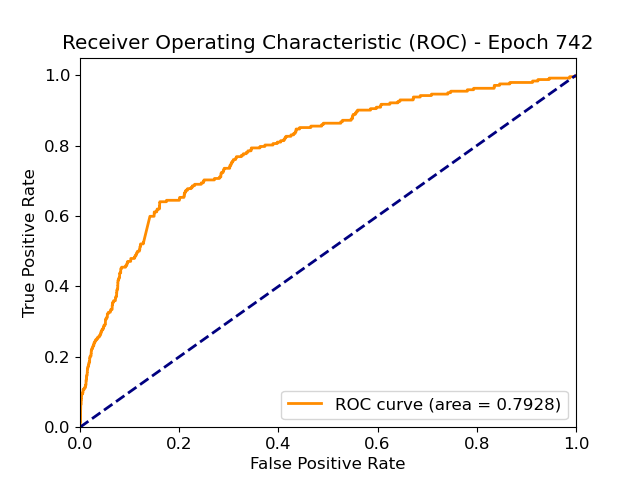 Receiver Operating Characteristic (ROC) - Epoch 742
1.0
0.8
0.6
0.4
0.2
0.0
True Positive Rate
ROC curve (area = 0.7928)
0.0 0.2 0.4 0.6 0.8 1.0
False Positive Rate